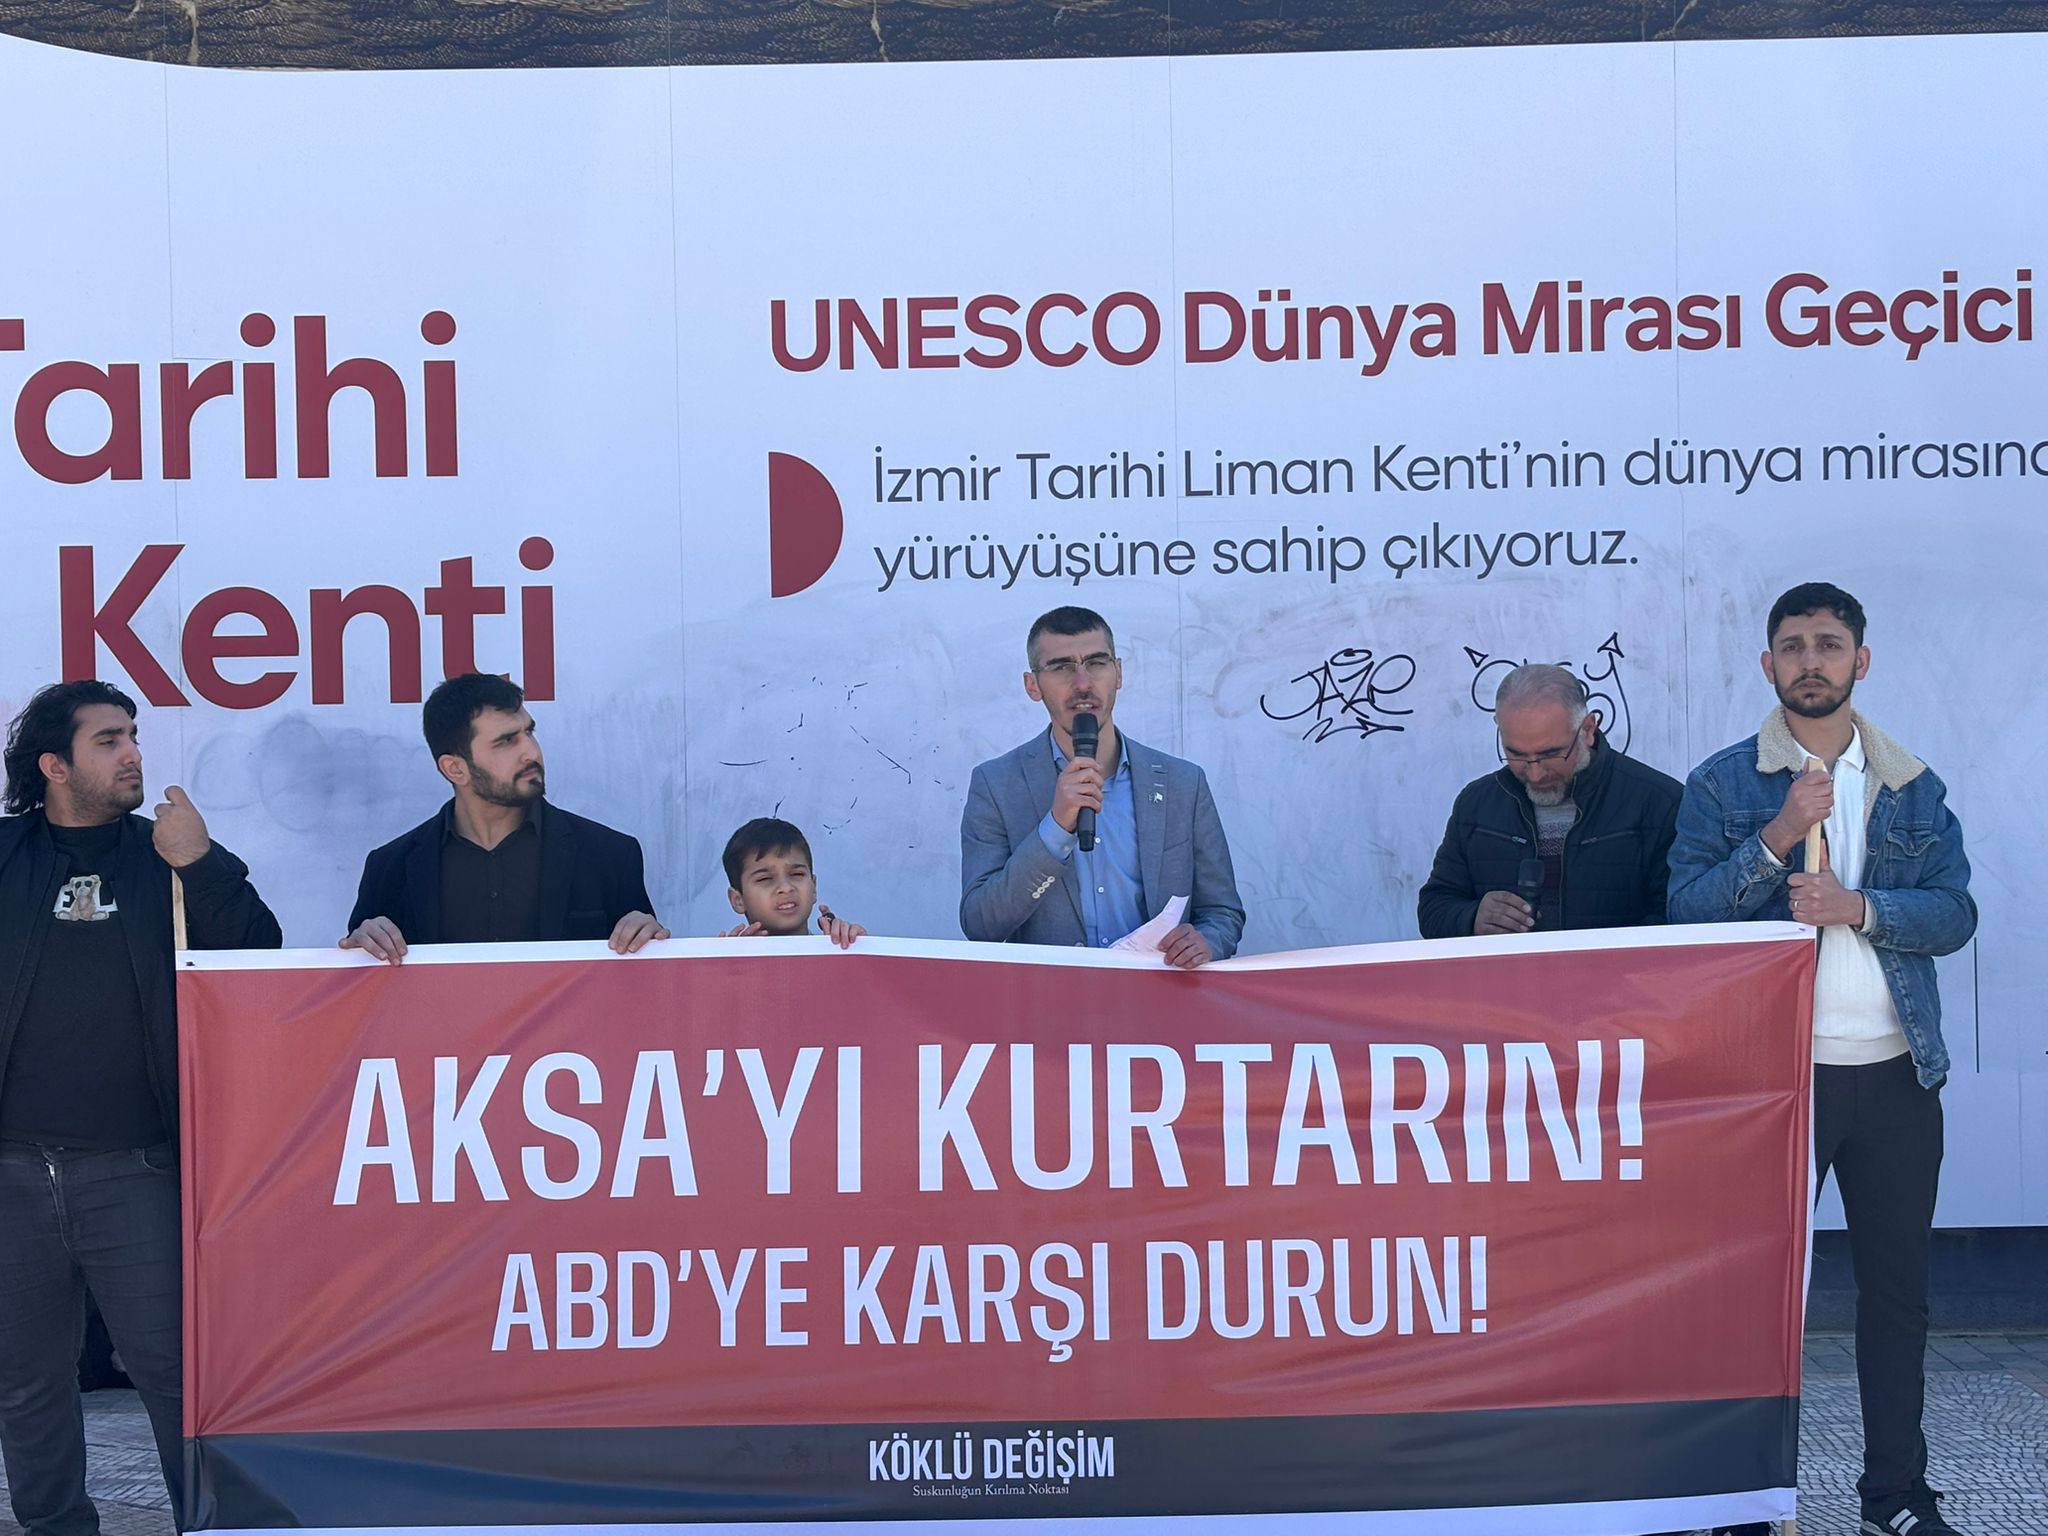 Tarihi
Kenti
UNESCO Dünya Mirası Geçici
İzmir Tarihi Liman Kenti'nin dünya mirasına
yürüyüşüne sahip çıkıyoruz.
JAZE
AKSA'YI KURTARIN!
ABD'YE KARŞI DURUN!
KÖKLÜ DEĞİŞİM
Suskunluğun Kırılma Noktası